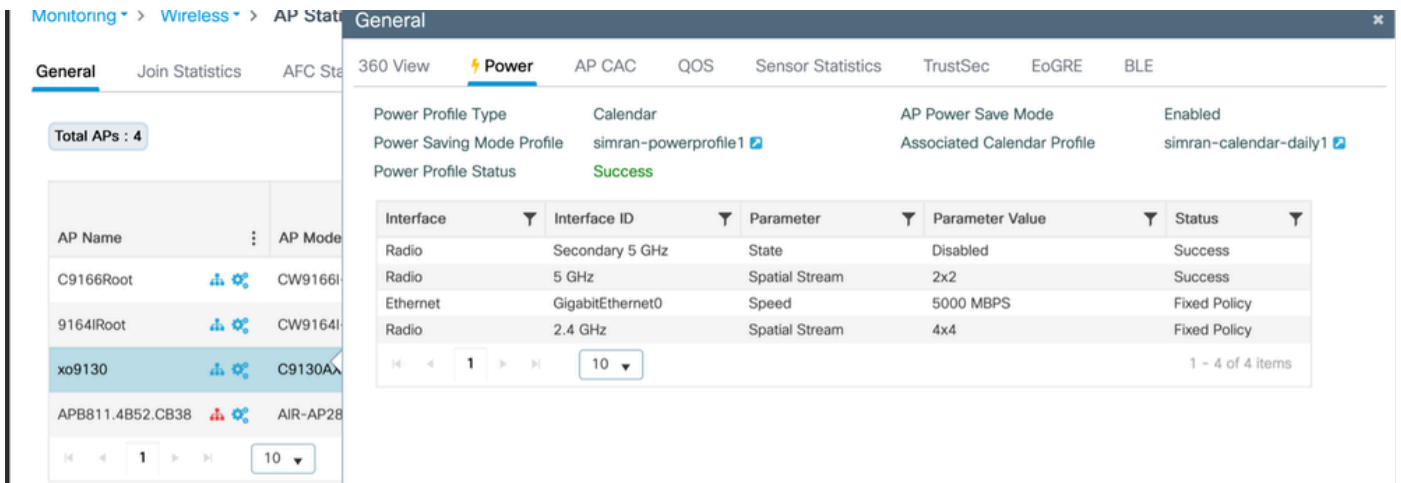 Monitoring > Wireless > AP Stati
General Join Statistics AFC Sta
Total APs : 4
AP Name AP Mode
C9166Root CW9166I-
9164IRoot CW9164I-
xo9130 C9130AX
APB811.4B52.CB38 AIR-AP28
1 10
General
360 View Power AP CAC QOS Sensor Statistics TrustSec EoGRE BLE
Power Profile Type Calendar AP Power Save Mode Enabled
Power Saving Mode Profile simran-powerprofile1 Associated Calendar Profile simran-calendar-daily1
Power Profile Status Success
Interface Interface ID Parameter Parameter Value Status
Radio Secondary 5 GHz State Disabled Success
Radio 5 GHz Spatial Stream 2x2 Success
Ethernet GigabitEthernet0 Speed 5000 MBPS Fixed Policy
Radio 2.4 GHz Spatial Stream 4x4 Fixed Policy
1 10 1 - 4 of 4 items